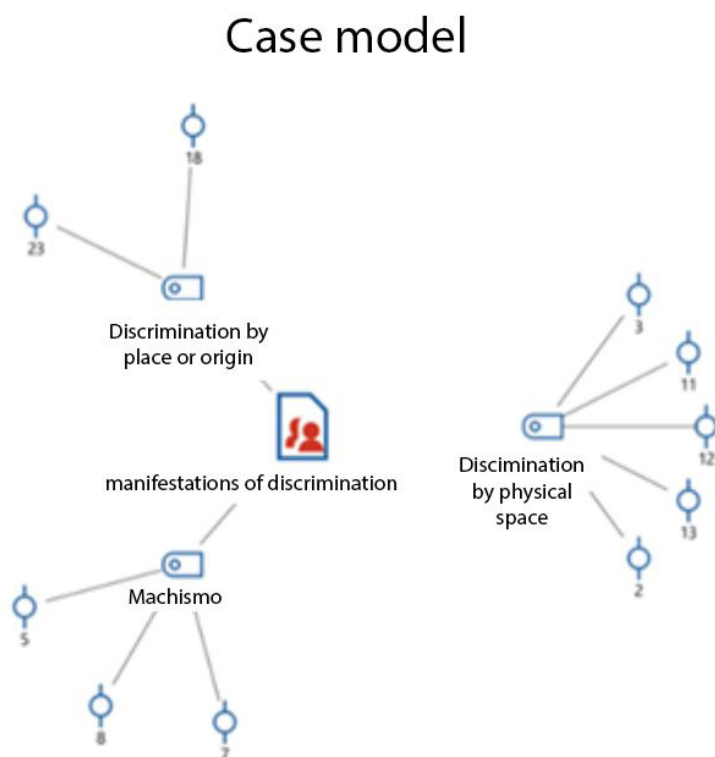 Case model
18
23
Discrimination by
place or origin
3
11
12
Discimination
by physical
space
manifestations of discrimination
13
2
Machismo
5
8
7